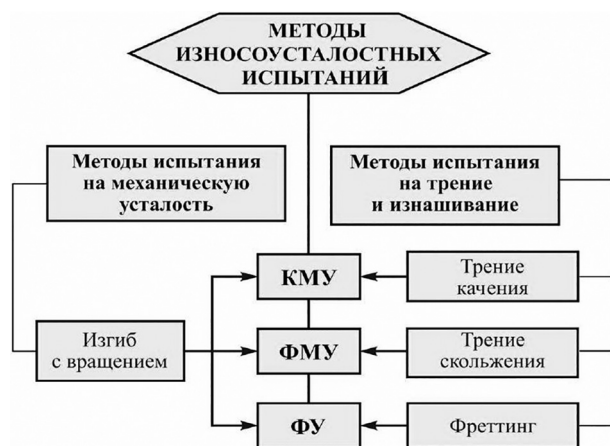 МЕТОДЫ
ИЗНОСОУСТАЛОСТНЫХ
ИСПЫТАНИЙ
Методы испытания
на механическую
усталость
Методы испытания
на трение
и изнашивание
КМУ
Трение
качения
Изгиб
с вращением
ФМУ
Трение
скольжения
ФУ
Фреттинг